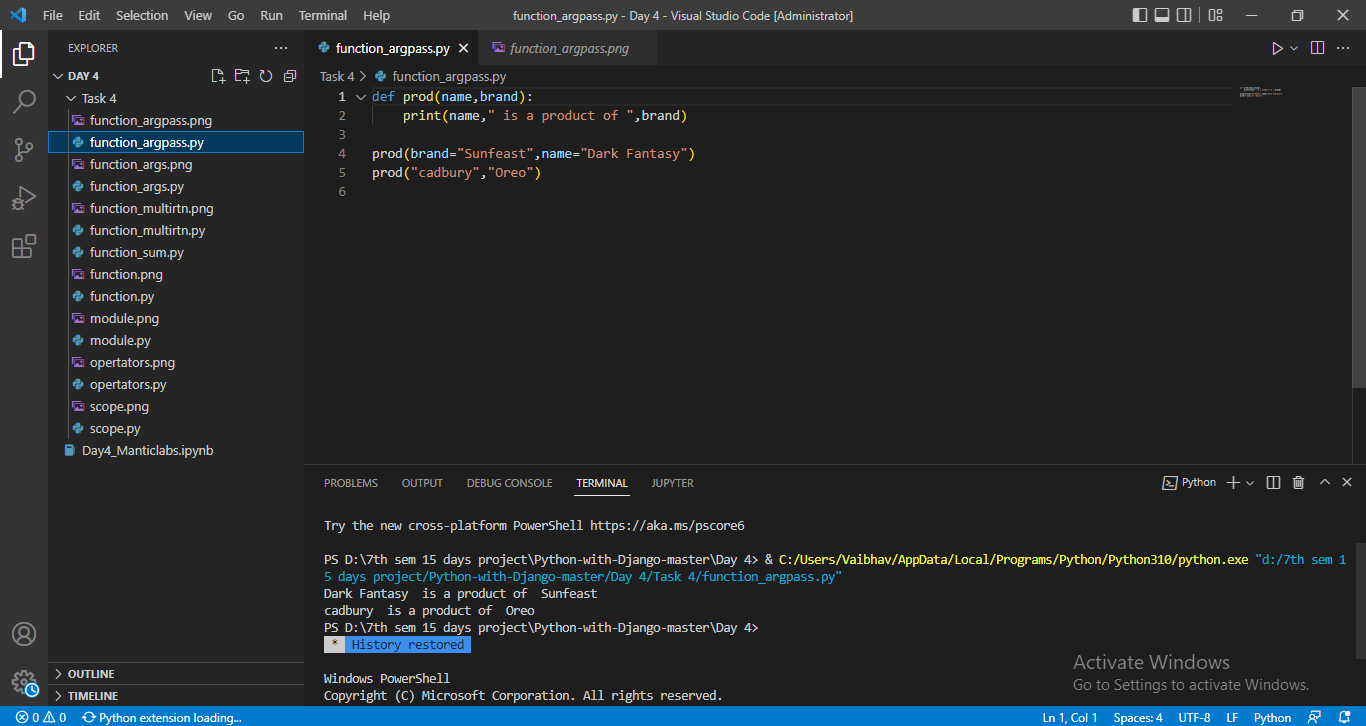 File Edit Selection View Go Run Terminal Help function_argpass.py - Day 4 - Visual Studio Code [Administrator]
EXPLORER
DAY 4
Task 4
function_argpass.png
function_argpass.py
function_args.png
function_args.py
function_multirtn.png
function_multirtn.py
function_sum.py
function.png
function.py
module.png
module.py
opertators.png
opertators.py
scope.png
scope.py
Day4_Manticlabs.ipynb
OUTLINE
TIMELINE
function_argpass.py function_argpass.png
Task 4 > function_argpass.py
1 def prod(name,brand):
2 print(name," is a product of ",brand)
3
4 prod(brand="Sunfeast",name="Dark Fantasy")
5 prod("cadbury","Oreo")
6
PROBLEMS OUTPUT DEBUG CONSOLE TERMINAL JUPYTER Python
Try the new cross-platform PowerShell https://aka.ms/pscore6
PS D:\7th sem 15 days project\Python-with-Django-master\Day 4> & C:/Users/Vaibhav/AppData/Local/Programs/Python/Python310/python.exe "d:/7th sem 1
5 days project/Python-with-Django-master/Day 4/Task 4/function_argpass.py"
Dark Fantasy  is a product of  Sunfeast
cadbury  is a product of  Oreo
PS D:\7th sem 15 days project\Python-with-Django-master\Day 4>
* History restored
Windows PowerShell
Copyright (C) Microsoft Corporation. All rights reserved.
Activate Windows
Go to Settings to activate Windows.
0 0 Python extension loading... Ln 1, Col 1 Spaces: 4 UTF-8 LF Python